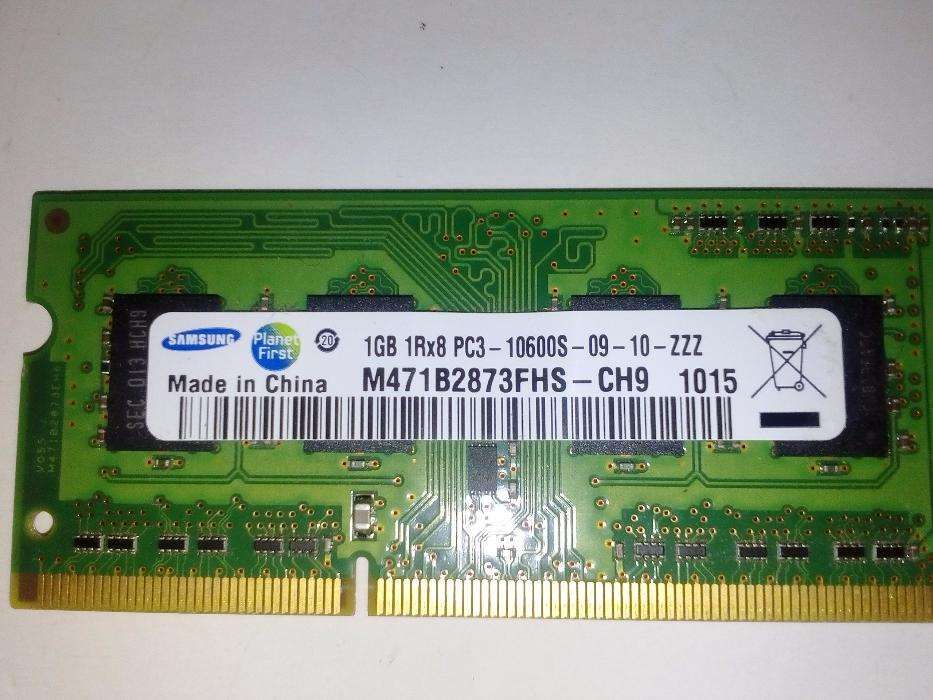 SAMSUNG
Planet
First
20
1GB 1Rx8 PC3-10600S-09-10-ZZZ
Made in China M471B2873FHS-CH9 1015
SEC 013 HCH9